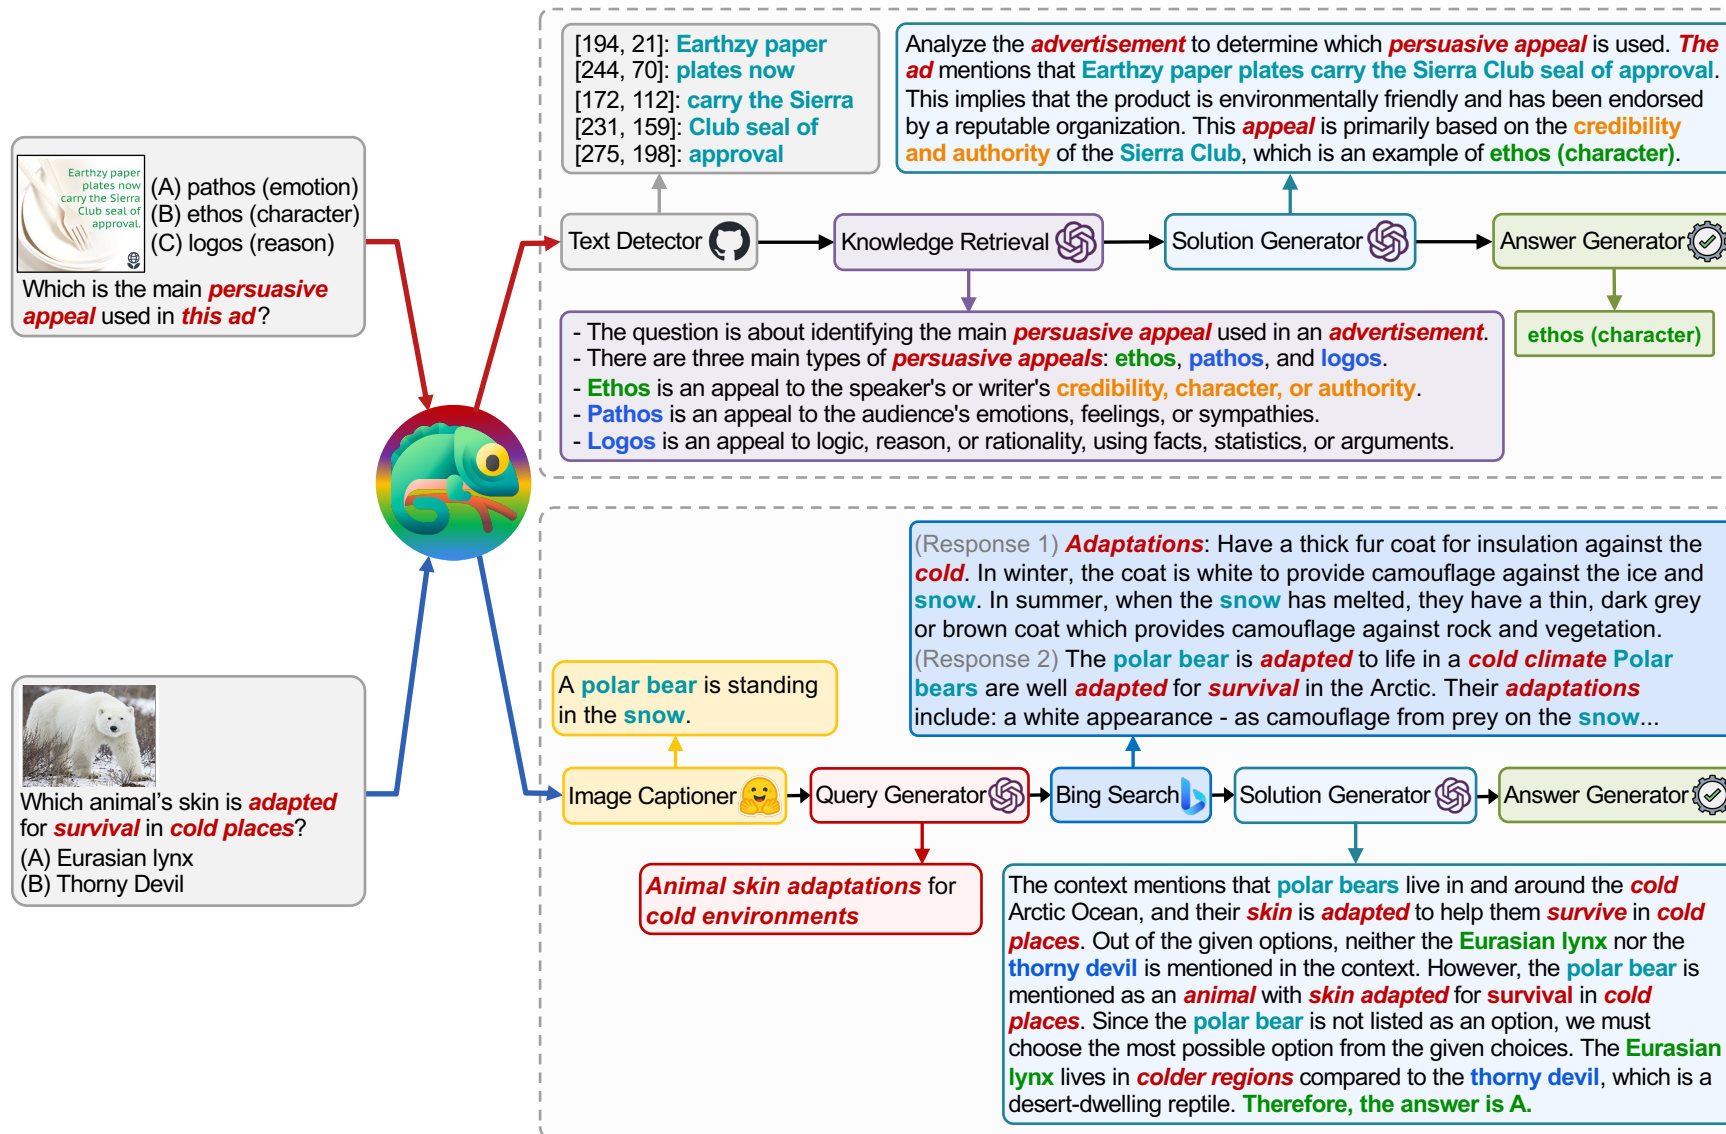 Earthzy paper
plates now
carry the Sierra
Club seal of
approval.
(A) pathos (emotion)
(B) ethos (character)
(C) logos (reason)
Which is the main persuasive
appeal used in this ad?
[194, 21]: Earthzy paper
[244, 70]: plates now
[172, 112]: carry the Sierra
[231, 159]: Club seal of
[275, 198]: approval
Analyze the advertisement to determine which persuasive appeal is used. The
ad mentions that Earthzy paper plates carry the Sierra Club seal of approval.
This implies that the product is environmentally friendly and has been endorsed
by a reputable organization. This appeal is primarily based on the credibility
and authority of the Sierra Club, which is an example of ethos (character).
Text Detector
Knowledge Retrieval
Solution Generator
Answer Generator
- The question is about identifying the main persuasive appeal used in an advertisement.
- There are three main types of persuasive appeals: ethos, pathos, and logos.
- Ethos is an appeal to the speaker's or writer's credibility, character, or authority.
- Pathos is an appeal to the audience's emotions, feelings, or sympathies.
- Logos is an appeal to logic, reason, or rationality, using facts, statistics, or arguments.
ethos (character)
Which animal's skin is adapted
for survival in cold places?
(A) Eurasian lynx
(B) Thorny Devil
A polar bear is standing
in the snow.
(Response 1) Adaptations: Have a thick fur coat for insulation against the
cold. In winter, the coat is white to provide camouflage against the ice and
snow. In summer, when the snow has melted, they have a thin, dark grey
or brown coat which provides camouflage against rock and vegetation.
(Response 2) The polar bear is adapted to life in a cold climate Polar
bears are well adapted for survival in the Arctic. Their adaptations
include: a white appearance - as camouflage from prey on the snow...
Image Captioner
Query Generator
Bing Search
Solution Generator
Answer Generator
Animal skin adaptations for
cold environments
The context mentions that polar bears live in and around the cold
Arctic Ocean, and their skin is adapted to help them survive in cold
places. Out of the given options, neither the Eurasian lynx nor the
thorny devil is mentioned in the context. However, the polar bear is
mentioned as an animal with skin adapted for survival in cold
places. Since the polar bear is not listed as an option, we must
choose the most possible option from the given choices. The Eurasian
lynx lives in colder regions compared to the thorny devil, which is a
desert-dwelling reptile. Therefore, the answer is A.